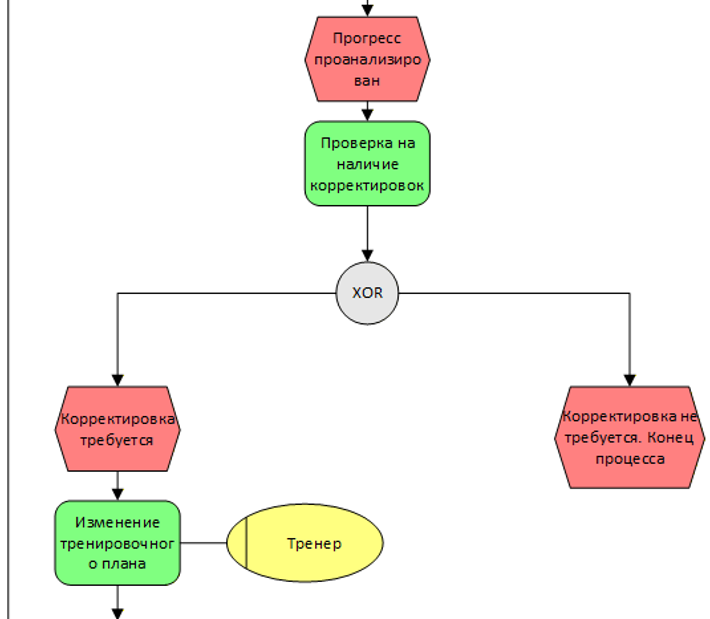 Прогресс
проанализиро
ван
Проверка на
наличие
корректировок
XOR
Корректировка
требуется
Корректировка не
требуется. Конец
процесса
Изменение
тренировочног
о плана
Тренер